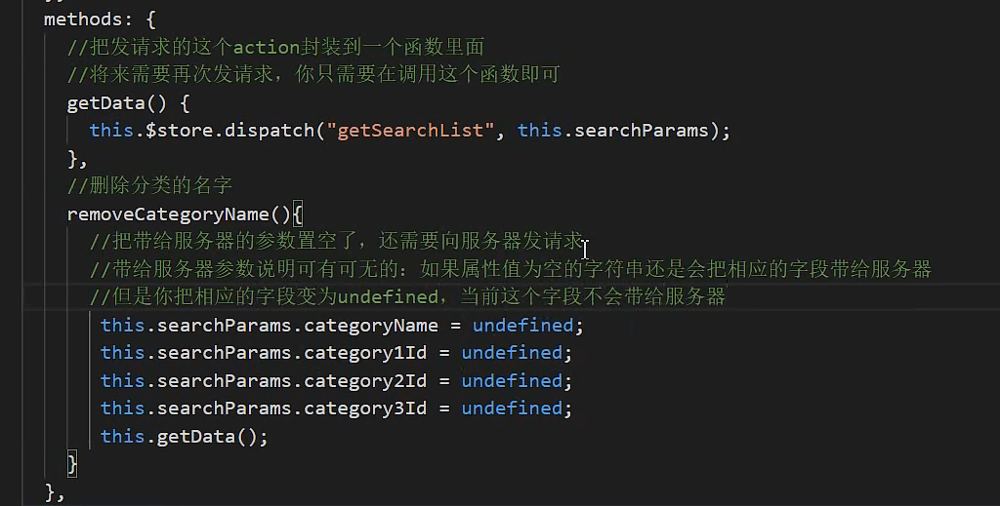 methods: {
//把发请求的这个action封装到一个函数里面
//将来需要再次发请求，你只需要在调用这个函数即可
getData() {
this.$store.dispatch("getSearchList", this.searchParams);
},
//删除分类的名字
removeCategoryName(){
//把带给服务器的参数置空了，还需要向服务器发请求
//带给服务器参数说明可有可无的：如果属性值为空的字符串还是会把相应的字段带给服务器
//但是你把相应的字段变为undefined，当前这个字段不会带给服务器
this.searchParams.categoryName = undefined;
this.searchParams.category1Id = undefined;
this.searchParams.category2Id = undefined;
this.searchParams.category3Id = undefined;
this.getData();
}
},